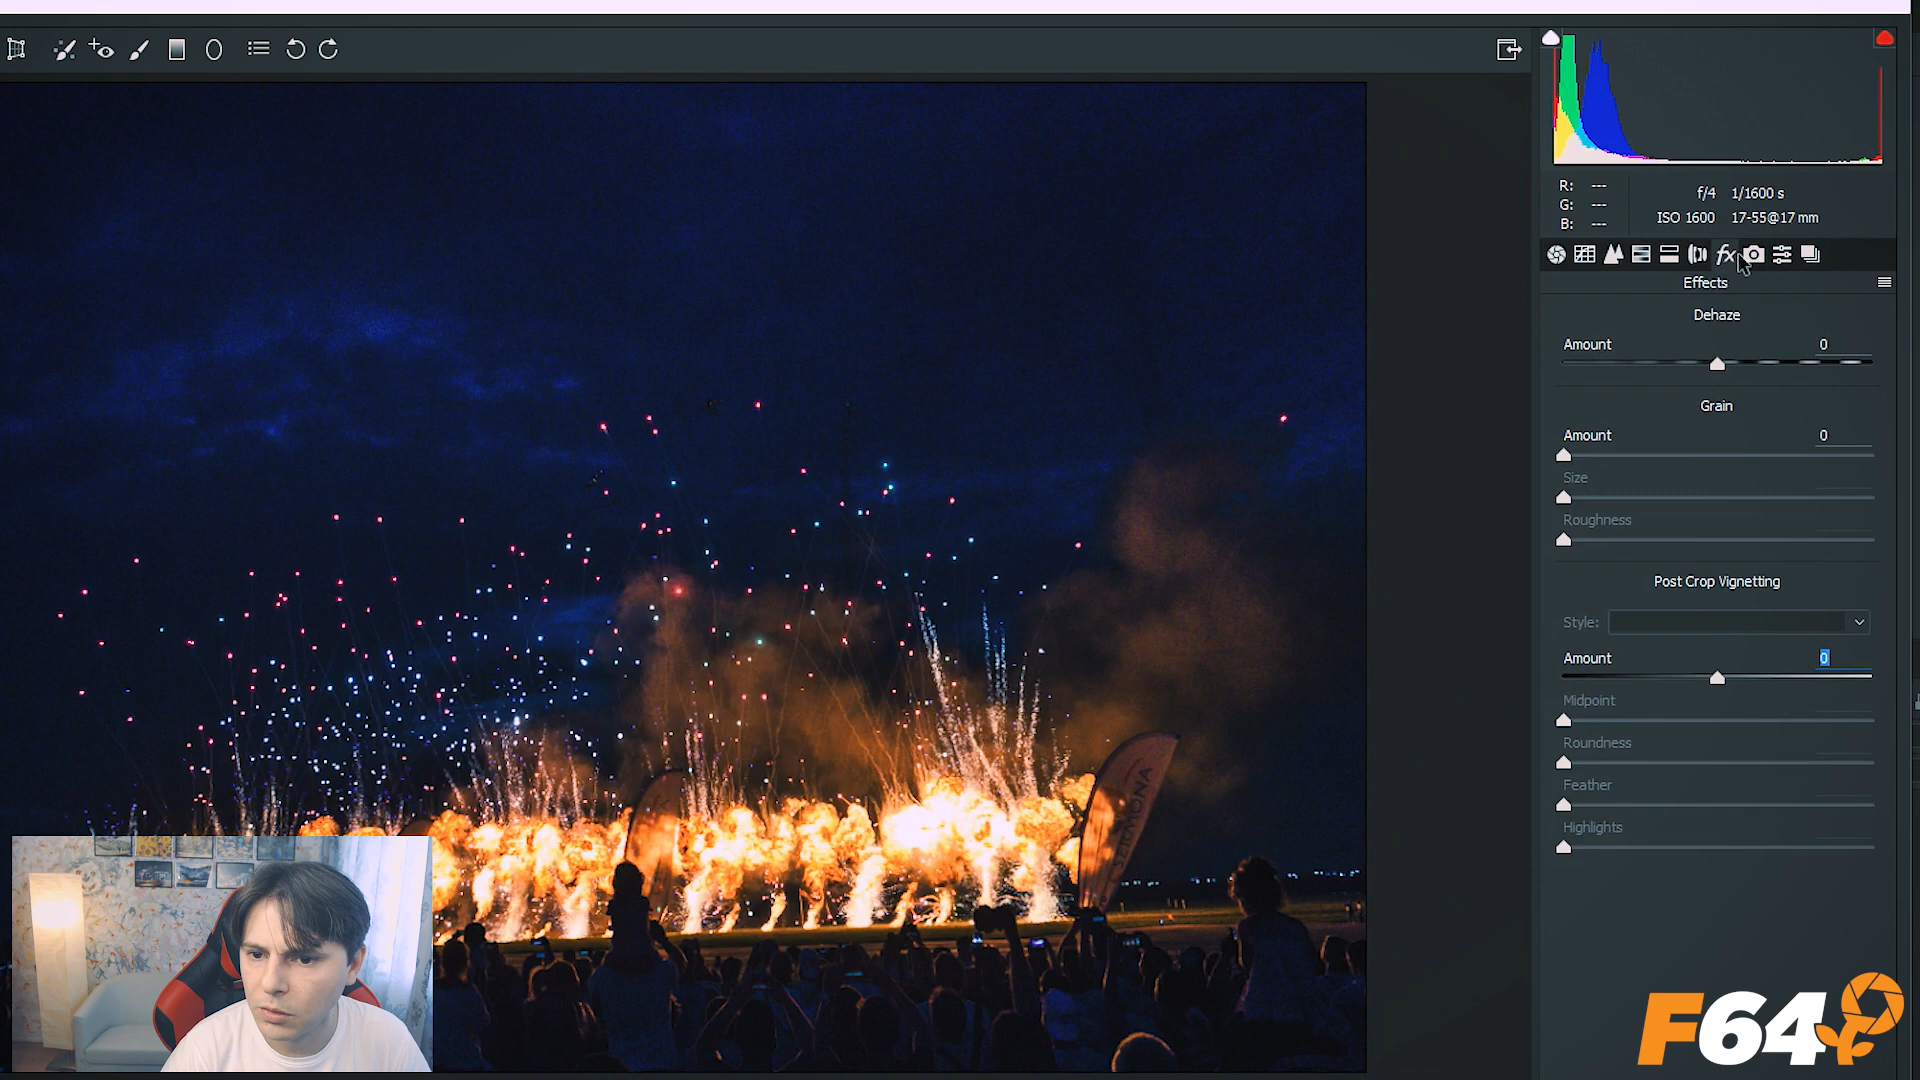 R: ---
G: ---
B: ---
f/4 1/1600 s
ISO 1600 17-55@17 mm
fx
Effects
Dehaze
Amount 0
Grain
Amount 0
Size
Roughness
Post Crop Vignetting
Style:
Amount 0
Midpoint
Roundness
Feather
Highlights
F64